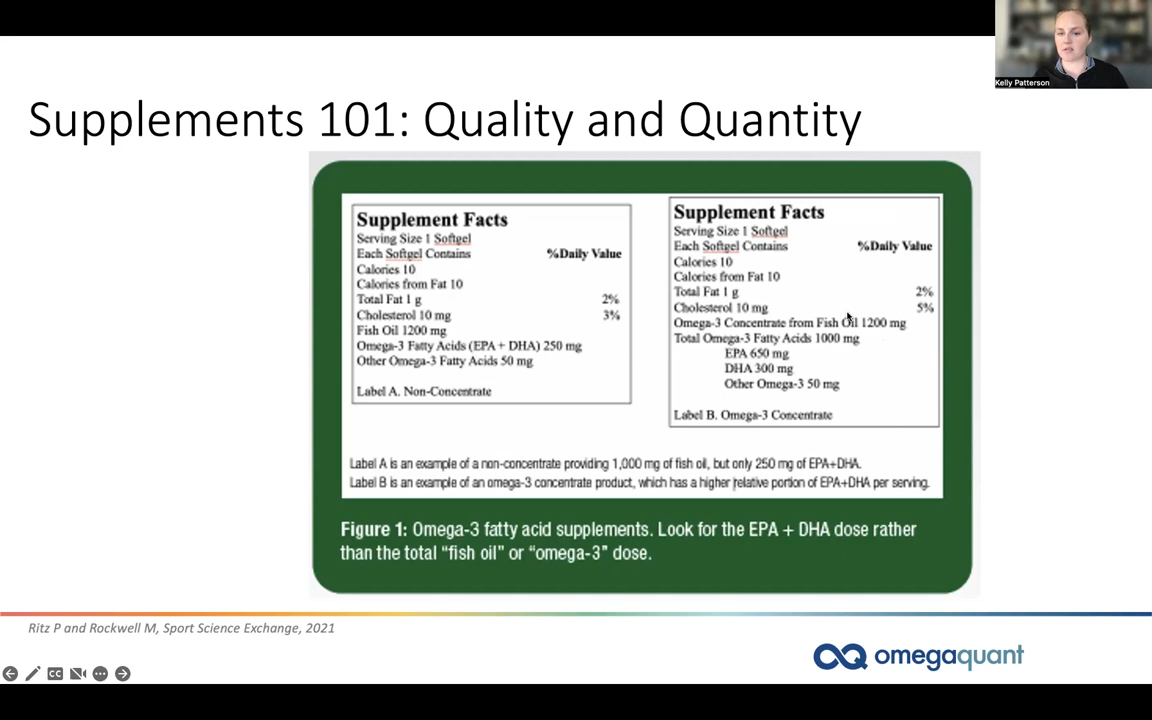 Kelly Patterson
Supplements 101: Quality and Quantity
Supplement Facts
Serving Size 1 Softgel
Each Softgel Contains %Daily Value
Calories 10
Calories from Fat 10
Total Fat 1 g 2%
Cholesterol 10 mg 3%
Fish Oil 1200 mg
Omega-3 Fatty Acids (EPA + DHA) 250 mg
Other Omega-3 Fatty Acids 50 mg
Label A. Non-Concentrate
Supplement Facts
Serving Size 1 Softgel
Each Softgel Contains %Daily Value
Calories 10
Calories from Fat 10
Total Fat 1 g 2%
Cholesterol 10 mg 5%
Omega-3 Concentrate from Fish Oil 1200 mg
Total Omega-3 Fatty Acids 1000 mg
EPA 650 mg
DHA 300 mg
Other Omega-3 50 mg
Label B. Omega-3 Concentrate
Label A is an example of a non-concentrate providing 1,000 mg of fish oil, but only 250 mg of EPA+DHA.
Label B is an example of an omega-3 concentrate product, which has a higher relative portion of EPA+DHA per serving.
Figure 1: Omega-3 fatty acid supplements. Look for the EPA + DHA dose rather
than the total “fish oil” or “omega-3” dose.
Ritz P and Rockwell M, Sport Science Exchange, 2021
CC
omegaquant